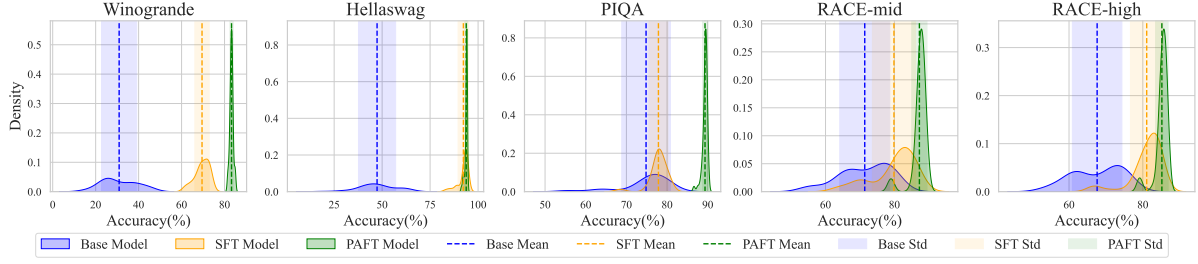 Winogrande
Hellaswag
PIQA
RACE-mid
RACE-high
Density
0.0
0.1
0.2
0.3
0.4
0.5
0 20 40 60 80
Accuracy(%)
0.0
0.2
0.4
0.6
0.8
25 50 75 100
Accuracy(%)
0.0
0.2
0.4
0.6
0.8
50 60 70 80 90
Accuracy(%)
0.00
0.05
0.10
0.15
0.20
0.25
0.30
60 80
Accuracy(%)
0.0
0.1
0.2
0.3
60 80
Accuracy(%)
Base Model SFT Model PAFT Model Base Mean SFT Mean PAFT Mean Base Std SFT Std PAFT Std